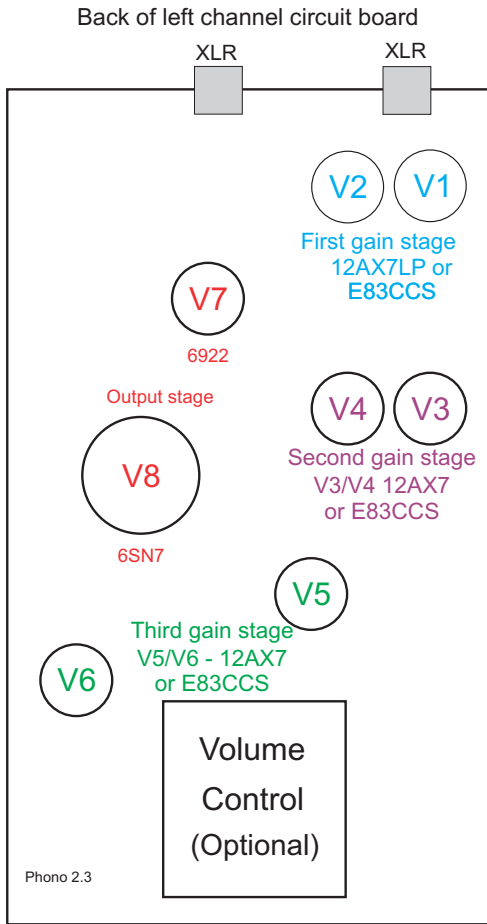 Back of left channel circuit board
XLR
XLR
V2
V1
First gain stage
12AX7LP or
E83CCS
V7
6922
Output stage
V8
6SN7
V4
V3
Second gain stage
V3/V4 12AX7
or E83CCS
V5
Third gain stage
V5/V6 - 12AX7
or E83CCS
V6
Volume
Control
(Optional)
Phono 2.3